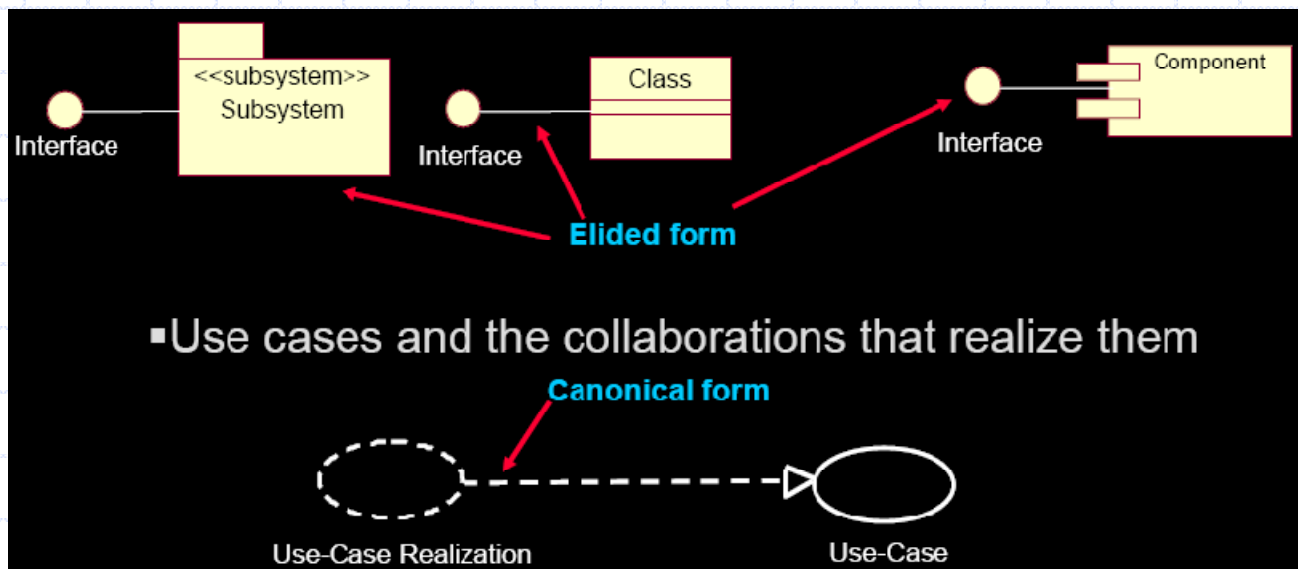 <<subsystem>>
Subsystem
Interface
Class
Interface
Component
Interface
Elided form
▪Use cases and the collaborations that realize them
Canonical form
Use-Case Realization
Use-Case